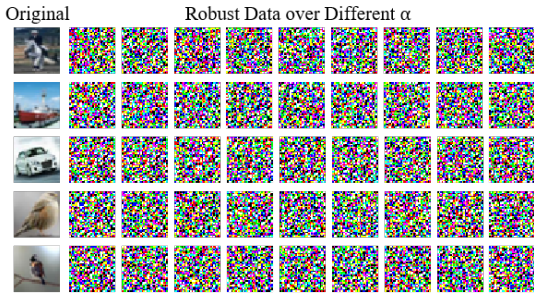 Original
Robust Data over Different α